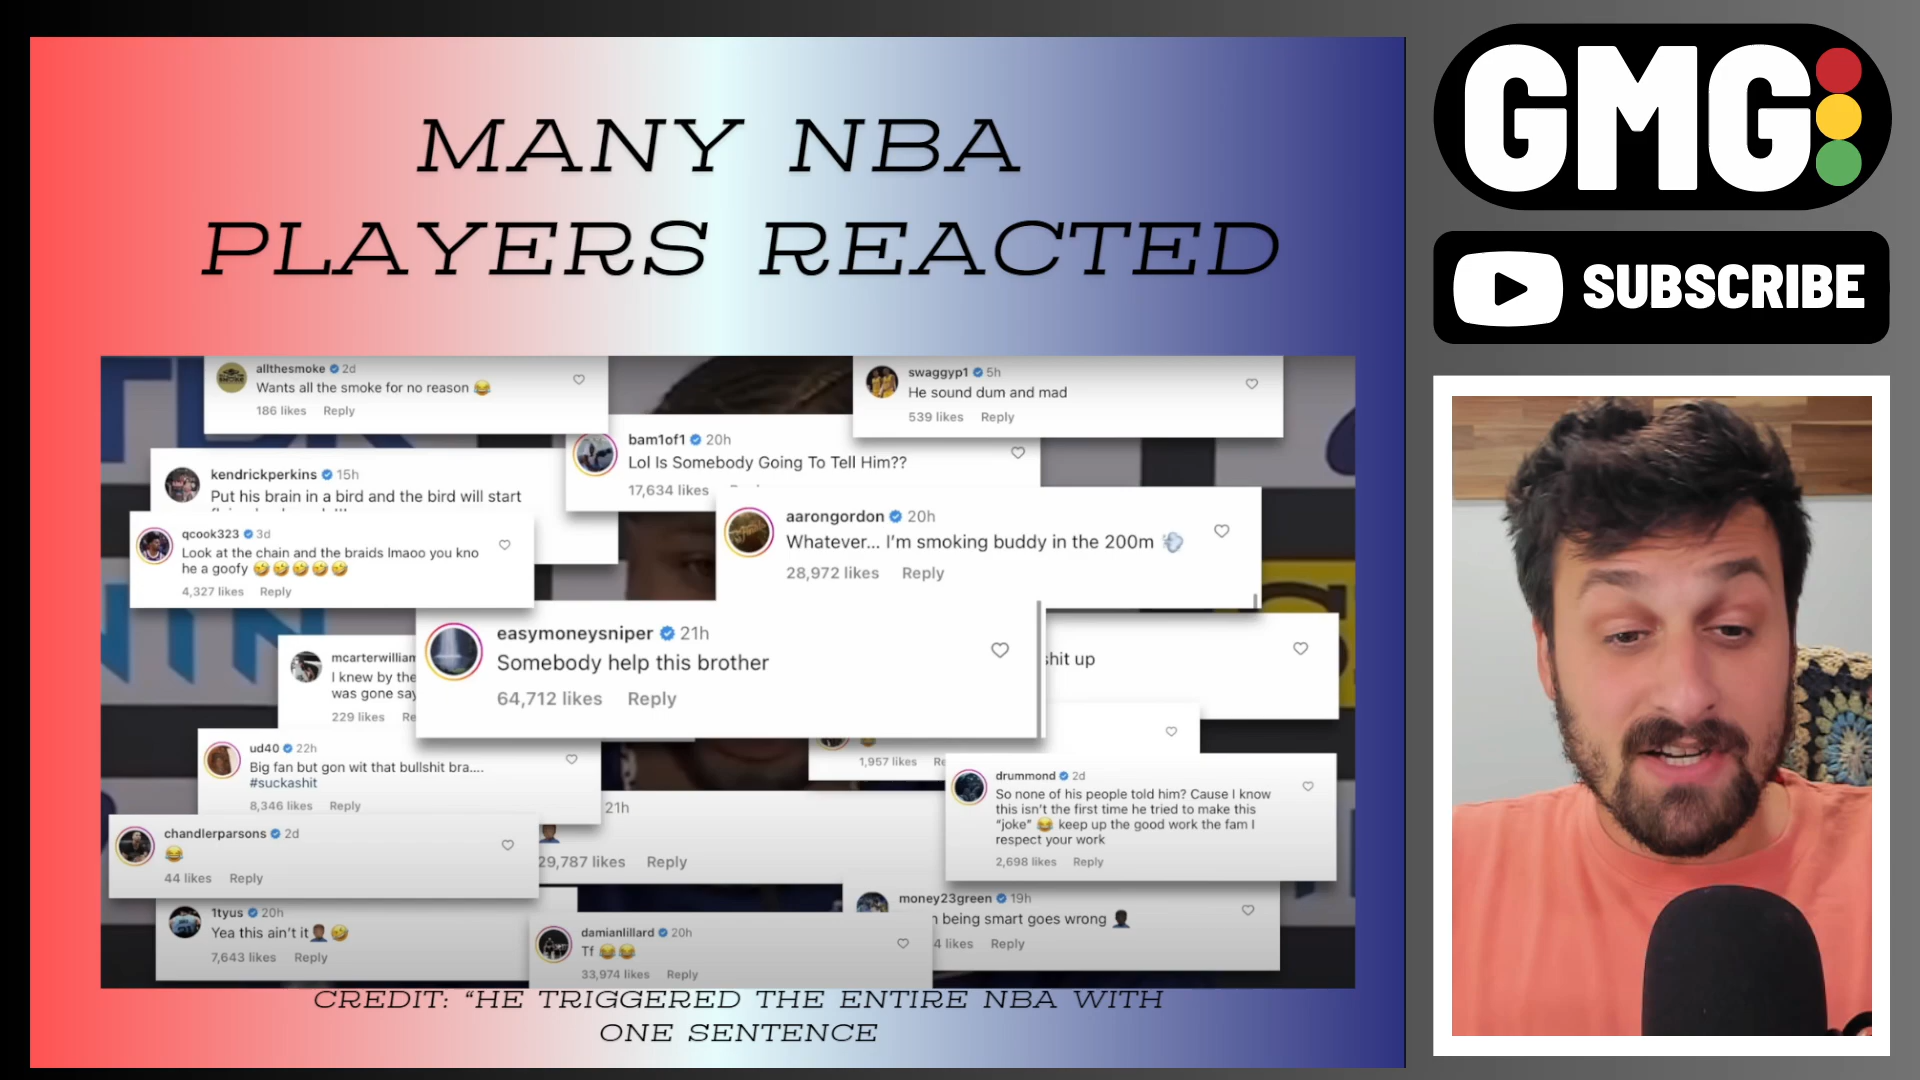 MANY NBA
PLAYERS REACTED
GMG
SUBSCRIBE
allthesmoke 2d
Wants all the smoke for no reason 😂
186 likes Reply
swaggyp1 5h
He sound dum and mad
539 likes Reply
bam1of1 20h
Lol Is Somebody Going To Tell Him??
17,634 likes
kendrickperkins 15h
Put his brain in a bird and the bird will start
qcook323 3d
Look at the chain and the braids lmaoo you kno
he a goofy 🤣🤣🤣🤣🤣
4,327 likes Reply
aarongordon 20h
Whatever... I'm smoking buddy in the 200m 💨
28,972 likes Reply
easymoneysniper 21h
Somebody help this brother
64,712 likes Reply
mcarterwilliam
I knew by the
was gone say
229 likes Re
hit up
ud40 22h
Big fan but gon wit that bullshit bra....
#suckashit
8,346 likes Reply
1,957 likes Re
drummond 2d
So none of his people told him? Cause I know
this isn't the first time he tried to make this
"joke" 😂 keep up the good work the fam I
respect your work
2,698 likes Reply
21h
29,787 likes Reply
chandlerparsons 2d
😂
44 likes Reply
1tyus 20h
Yea this ain't it🤦🏾‍♂️🤣
7,643 likes Reply
damianlillard 20h
Tf 😂😂
33,974 likes Reply
money23green 19h
being smart goes wrong 🤦🏿‍♂️
4 likes Reply
CREDIT: “HE TRIGGERED THE ENTIRE NBA WITH
ONE SENTENCE